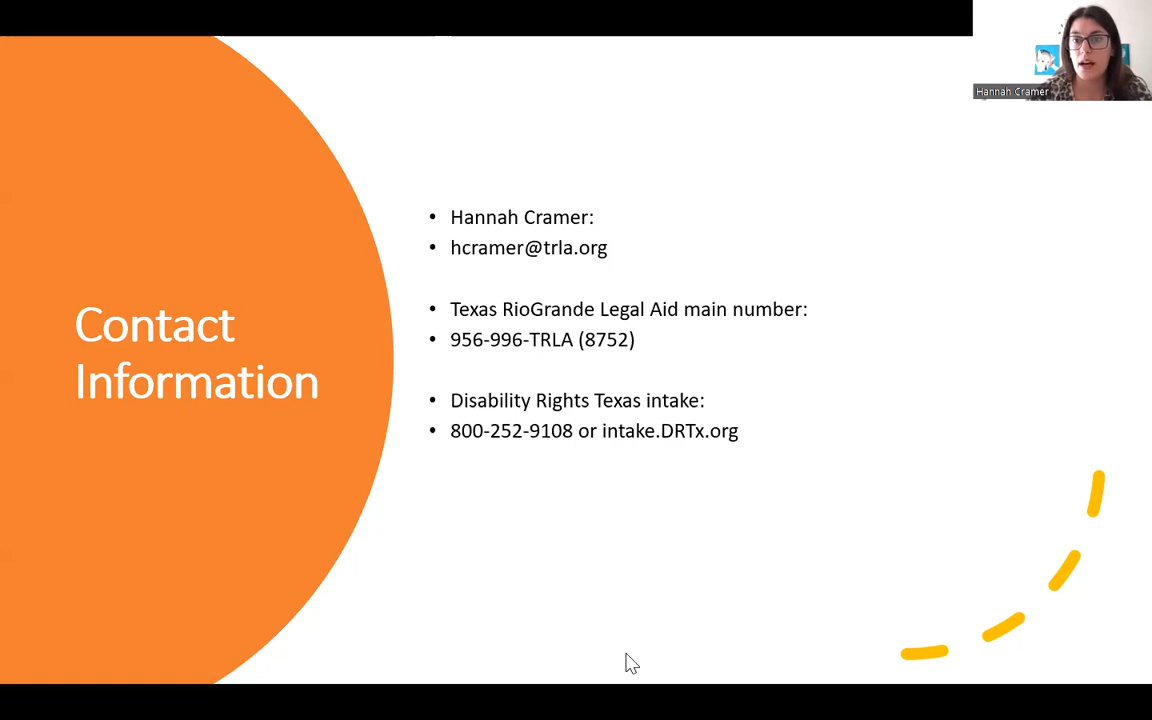 Hannah Cramer
Contact
Information
• Hannah Cramer:
• hcramer@trla.org
• Texas RioGrande Legal Aid main number:
• 956-996-TRLA (8752)
• Disability Rights Texas intake:
• 800-252-9108 or intake.DRTx.org